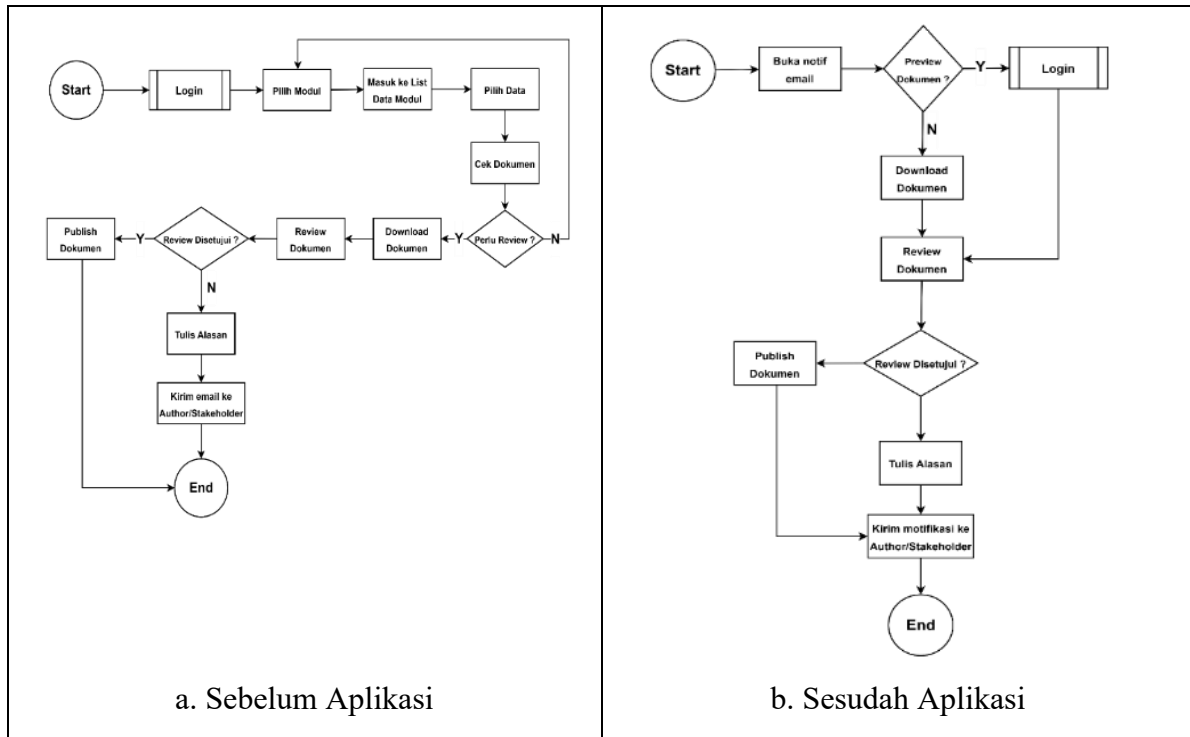 Start
Login
Pilih Modul
Masuk ke List
Data Modul
Pilih Data
Cek Dokumen
Perlu Review ?
N
Y
Download
Dokumen
Review
Dokumen
Review Disetujui ?
Y
Publish
Dokumen
N
Tulis Alasan
Kirim email ke
Author/Stakeholder
End
a. Sebelum Aplikasi
Start
Buka notif
email
Preview
Dokumen ?
Y
Login
N
Download
Dokumen
Review
Dokumen
Review Disetujui ?
Publish
Dokumen
Tulis Alasan
Kirim motifikasi ke
Author/Stakeholder
End
b. Sesudah Aplikasi